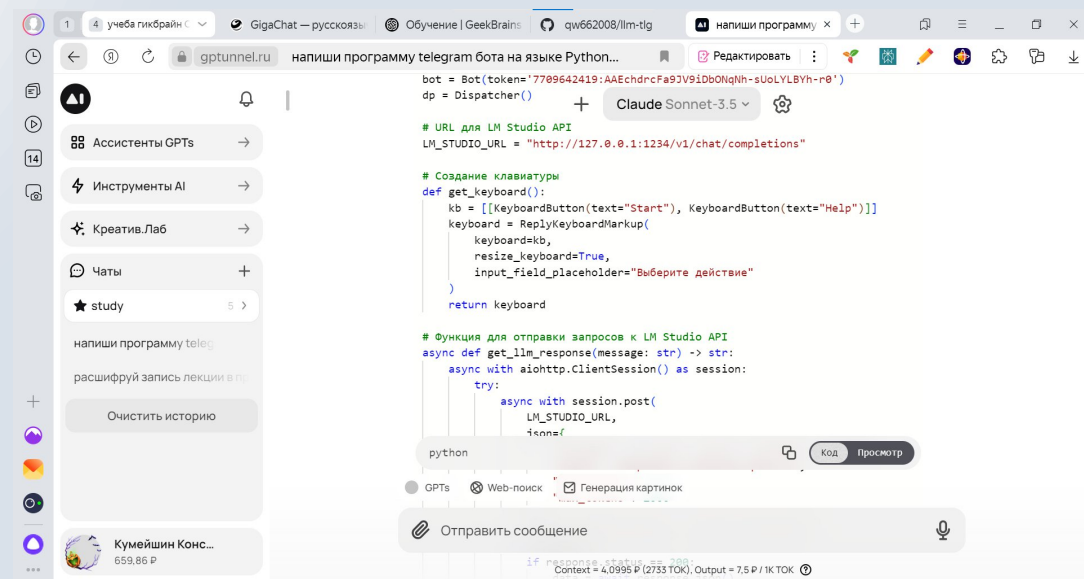 1
4 учеба гикбрайн
GigaChat — русскоязы
Обучение | GeekBrains
qw662008/llm-tlg
напиши программу
gptunnel.ru
напиши программу telegram бота на языке Python...
Редактировать
14
AI
Ассистенты GPTs
Инструменты AI
Креатив.Лаб
Чаты
study 5
напиши программу teleg
расшифруй запись лекции в
Очистить историю
Кумейшин Конс...
659,86 ₽
bot = Bot(token='7709642419:AAEchdrcFa9JV9iDbONqNh-sUoLYLBYh-r0')
dp = Dispatcher()
Claude Sonnet-3.5
# URL для LM Studio API
LM_STUDIO_URL = "http://127.0.0.1:1234/v1/chat/completions"
# Создание клавиатуры
def get_keyboard():
kb = [[KeyboardButton(text="Start"), KeyboardButton(text="Help")]]
keyboard = ReplyKeyboardMarkup(
keyboard=kb,
resize_keyboard=True,
input_field_placeholder="Выберите действие"
)
return keyboard
# Функция для отправки запросов к LM Studio API
async def get_llm_response(message: str) -> str:
async with aiohttp.ClientSession() as session:
try:
async with session.post(
LM_STUDIO_URL,
json={
python
Код Просмотр
GPTs
Web-поиск
Генерация картинок
Отправить сообщение
if response.status == 200:
Context = 4,0995 ₽ (2733 ТОК), Output = 7,5 ₽ / 1K ТОК